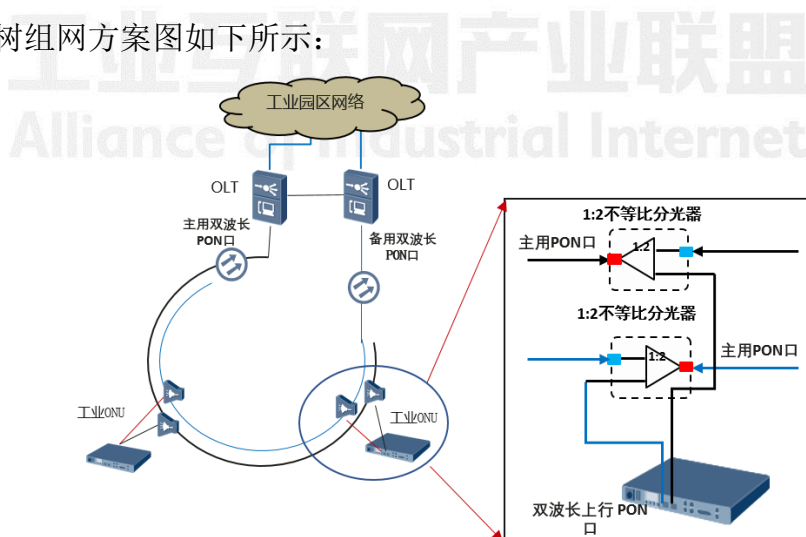 树组网方案图如下所示：
工业互联网产业联盟
Alliance of Industrial Internet
工业园区网络
OLT
OLT
主用双波长
PON口
备用双波长
PON口
工业ONU
工业ONU
1:2不等比分光器
主用PON口
1:2
1:2不等比分光器
1:2
主用PON口
双波长上行 PON
口